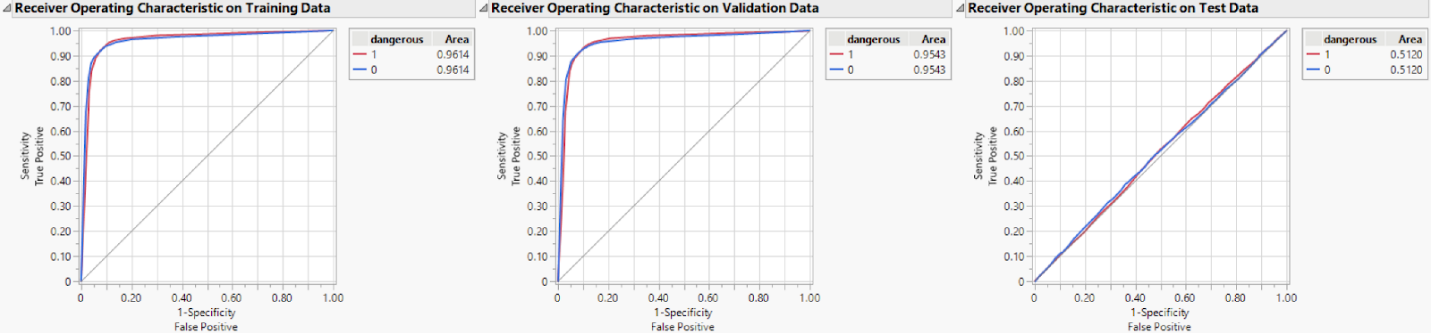 Receiver Operating Characteristic on Training Data
1.00
0.90
0.80
0.70
0.60
0.50
0.40
0.30
0.20
0.10
0
Sensitivity
True Positive
0 0.20 0.40 0.60 0.80 1.00
1-Specificity
False Positive
dangerous Area
1 0.9614
0 0.9614
Receiver Operating Characteristic on Validation Data
1.00
0.90
0.80
0.70
0.60
0.50
0.40
0.30
0.20
0.10
0
Sensitivity
True Positive
0 0.20 0.40 0.60 0.80 1.00
1-Specificity
False Positive
dangerous Area
1 0.9543
0 0.9543
Receiver Operating Characteristic on Test Data
1.00
0.90
0.80
0.70
0.60
0.50
0.40
0.30
0.20
0.10
0
Sensitivity
True Positive
0 0.20 0.40 0.60 0.80 1.00
1-Specificity
False Positive
dangerous Area
1 0.5120
0 0.5120